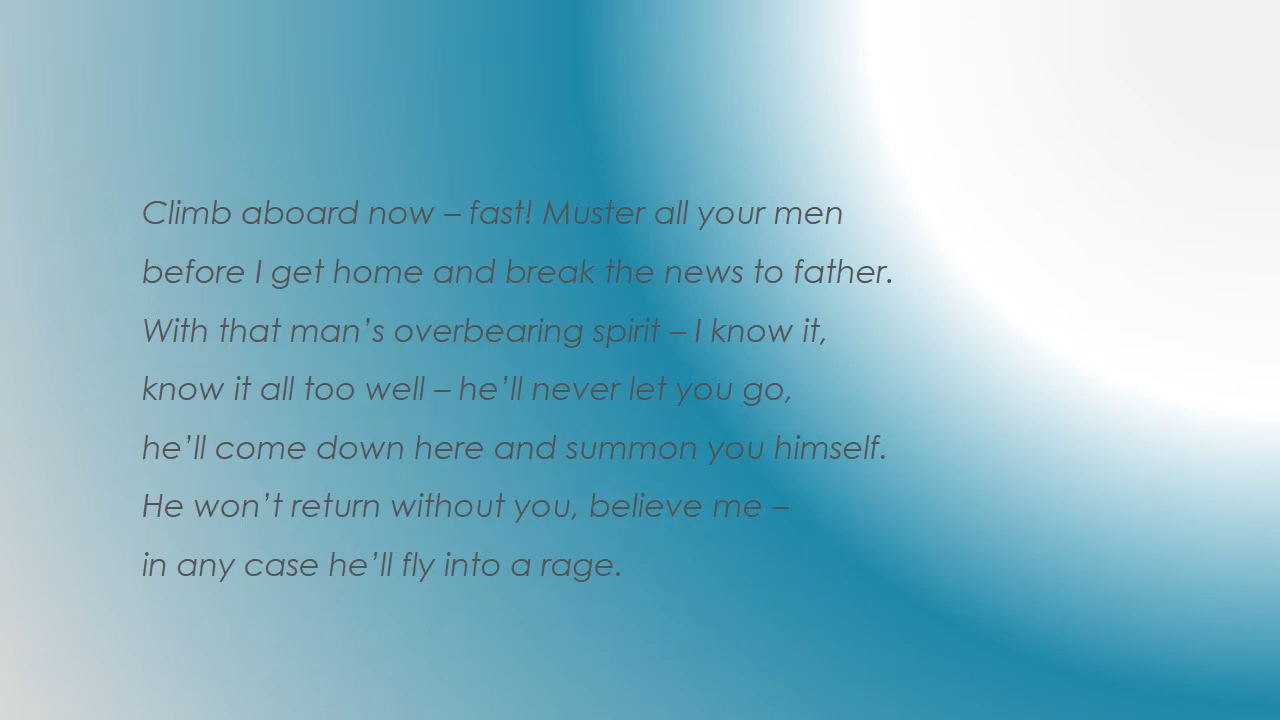 Climb aboard now – fast! Muster all your men
before I get home and break the news to father.
With that man’s overbearing spirit – I know it,
know it all too well – he’ll never let you go,
he’ll come down here and summon you himself.
He won’t return without you, believe me –
in any case he’ll fly into a rage.